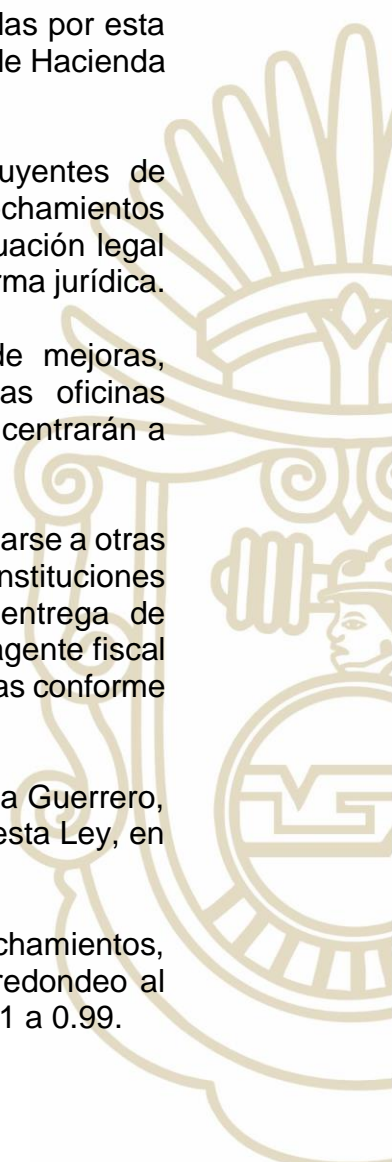 las por esta
de Hacienda
uyentes de
chamientos
uación legal
rma jurídica.
de mejoras,
as oficinas
centrarán a
arse a otras
nstituciones
entrega de
agente fiscal
as conforme
a Guerrero,
esta Ley, en
chamientos,
redondeo al
1 a 0.99.